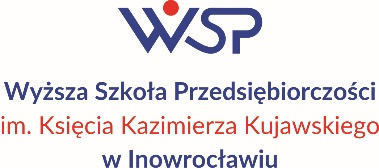 WSP
Wyższa Szkoła Przedsiębiorczości
im. Księcia Kazimierza Kujawskiego
w Inowrocławiu